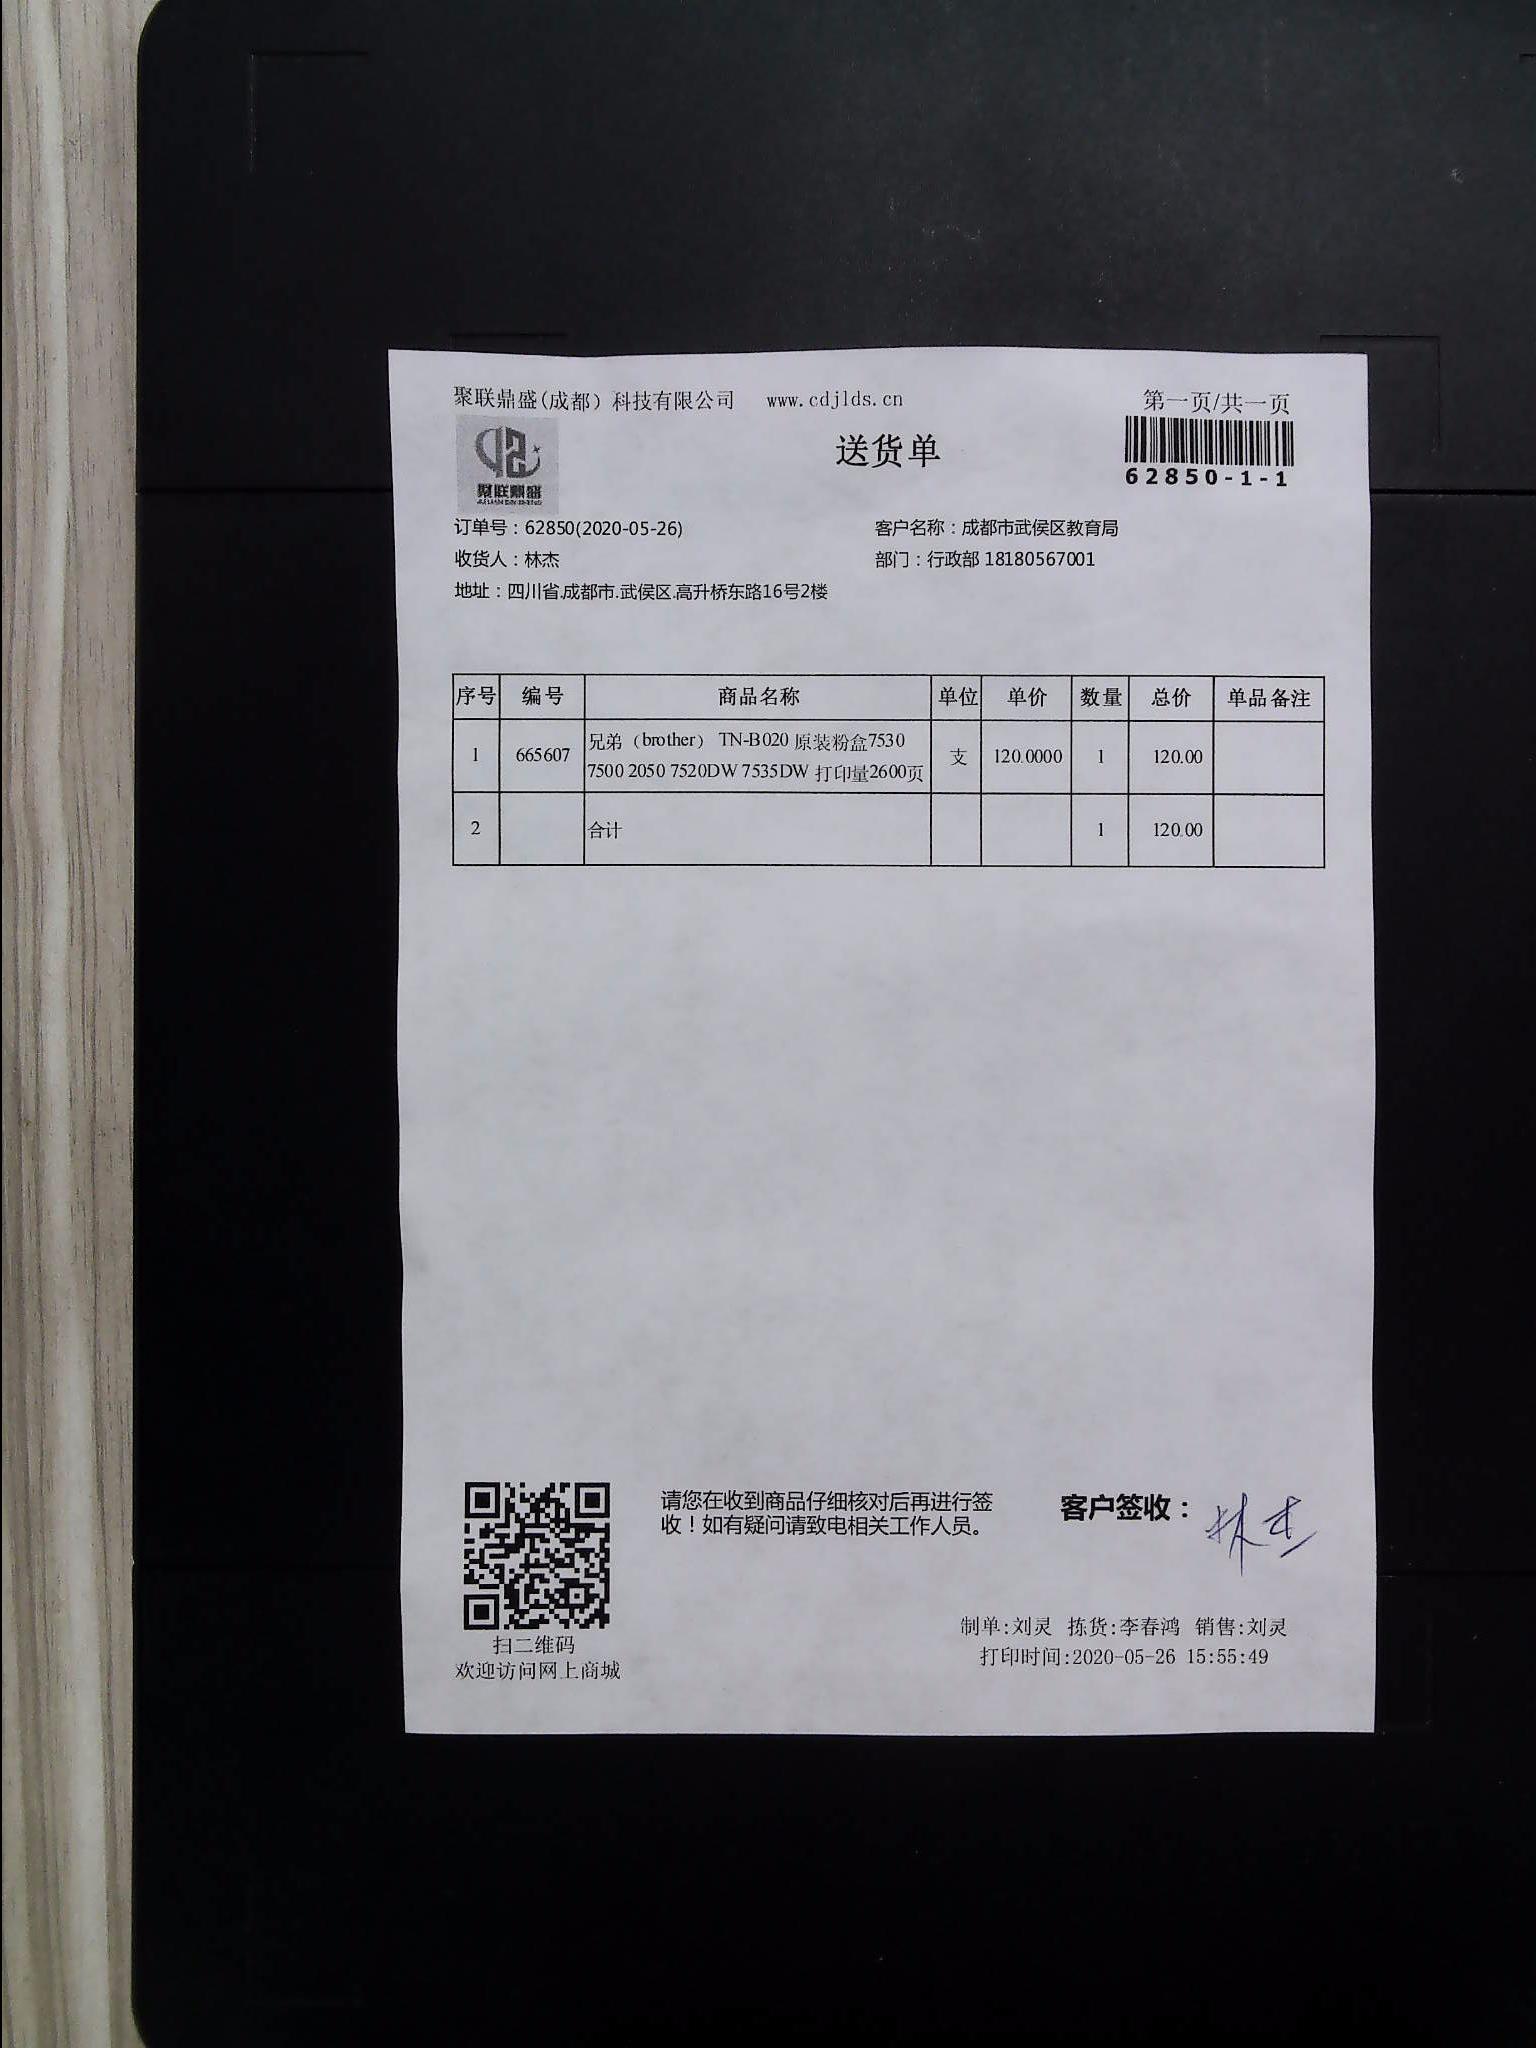 聚联鼎盛(成都)科技有限公司 www.cdjlds.cn 第一页/共一页
聚联鼎盛
送货单
62850-1-1
订单号：62850(2020-05-26) 客户名称：成都市武侯区教育局
收货人：林杰 部门：行政部 18180567001
地址：四川省.成都市.武侯区.高升桥东路16号2楼
序号 编号 商品名称 单位 单价 数量 总价 单品备注
1 665607 兄弟（brother） TN-B020 原装粉盒7530 支 120.0000 1 120.00
7500 2050 7520DW 7535DW 打印量2600页
2 合计 1 120.00
请您在收到商品仔细核对后再进行签
收！如有疑问请致电相关工作人员。
客户签收：林杰
扫二维码
欢迎访问网上商城
制单:刘灵 拣货:李春鸿 销售:刘灵
打印时间:2020-05-26 15:55:49